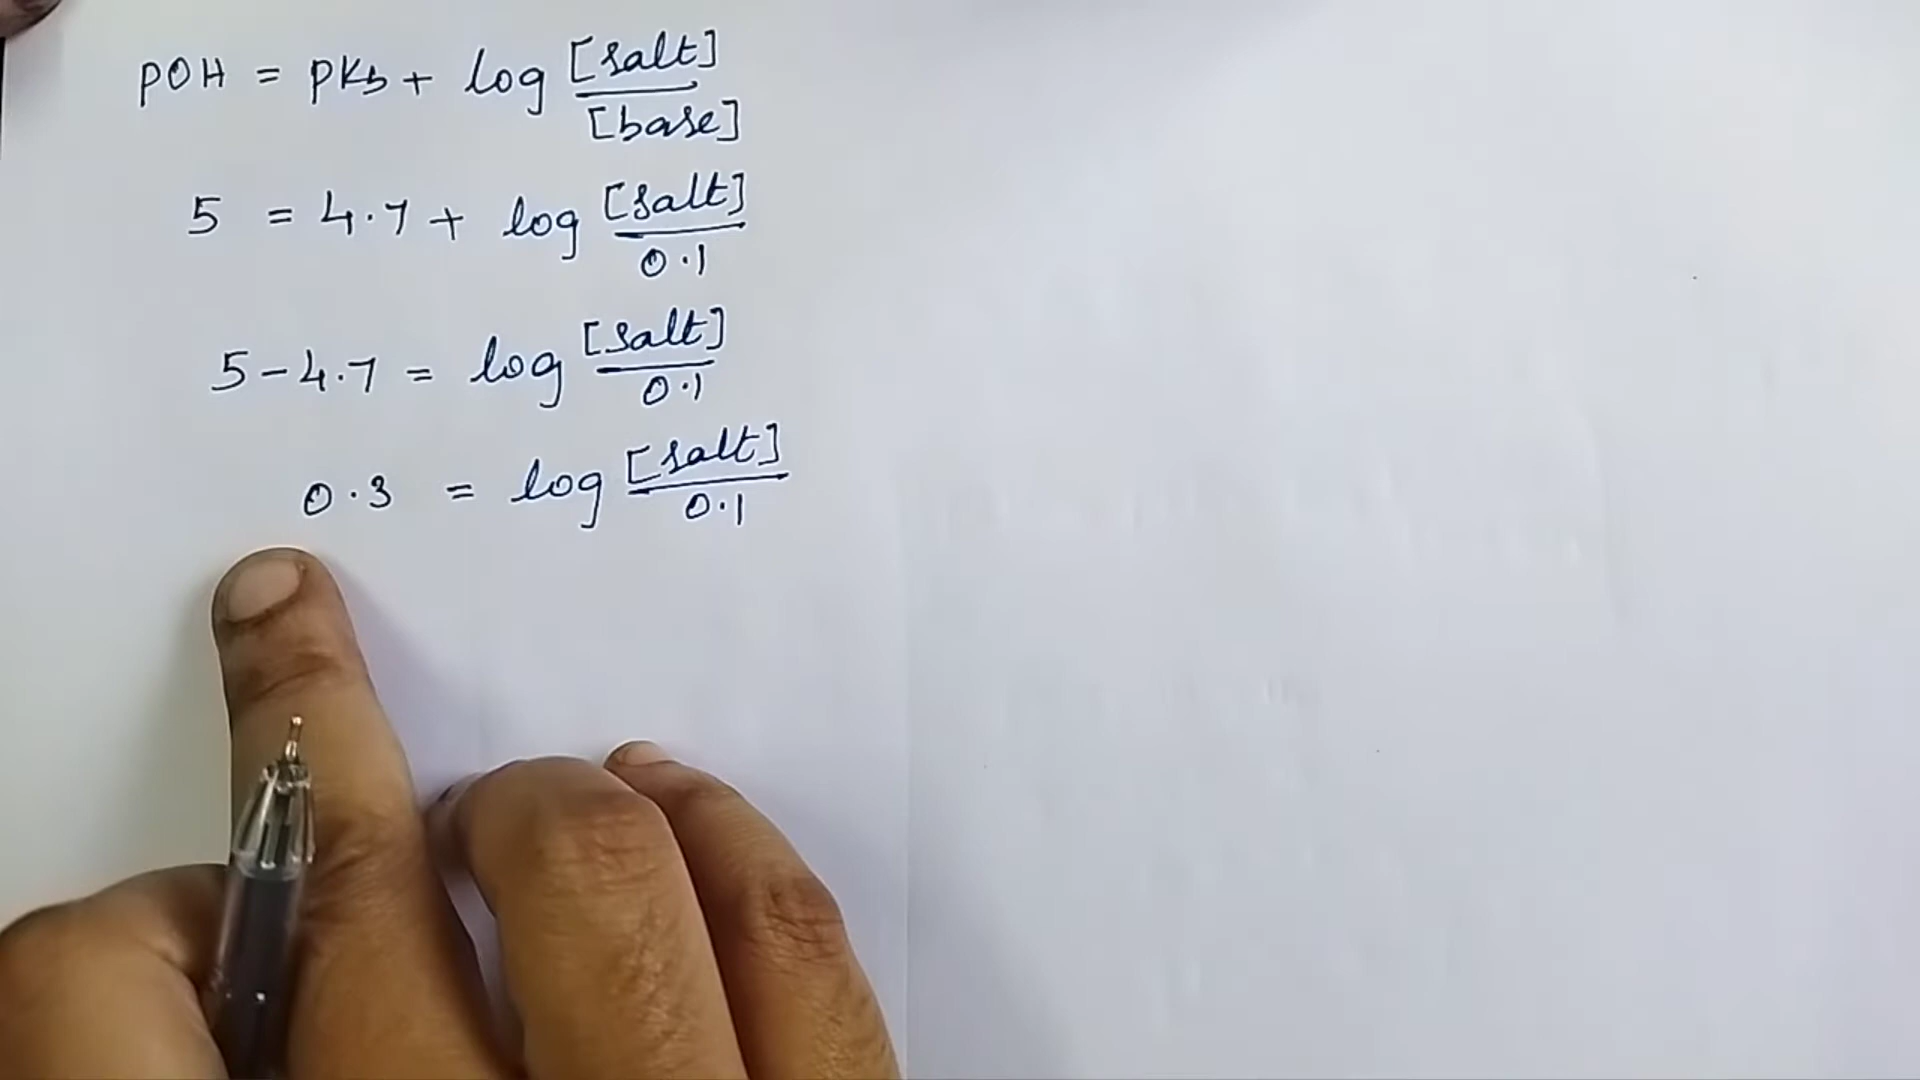 POH = PKb + log [salt]/[base]
5 = 4.7 + log [salt]/0.1
5-4.7 = log [salt]/0.1
0.3 = log [salt]/0.1